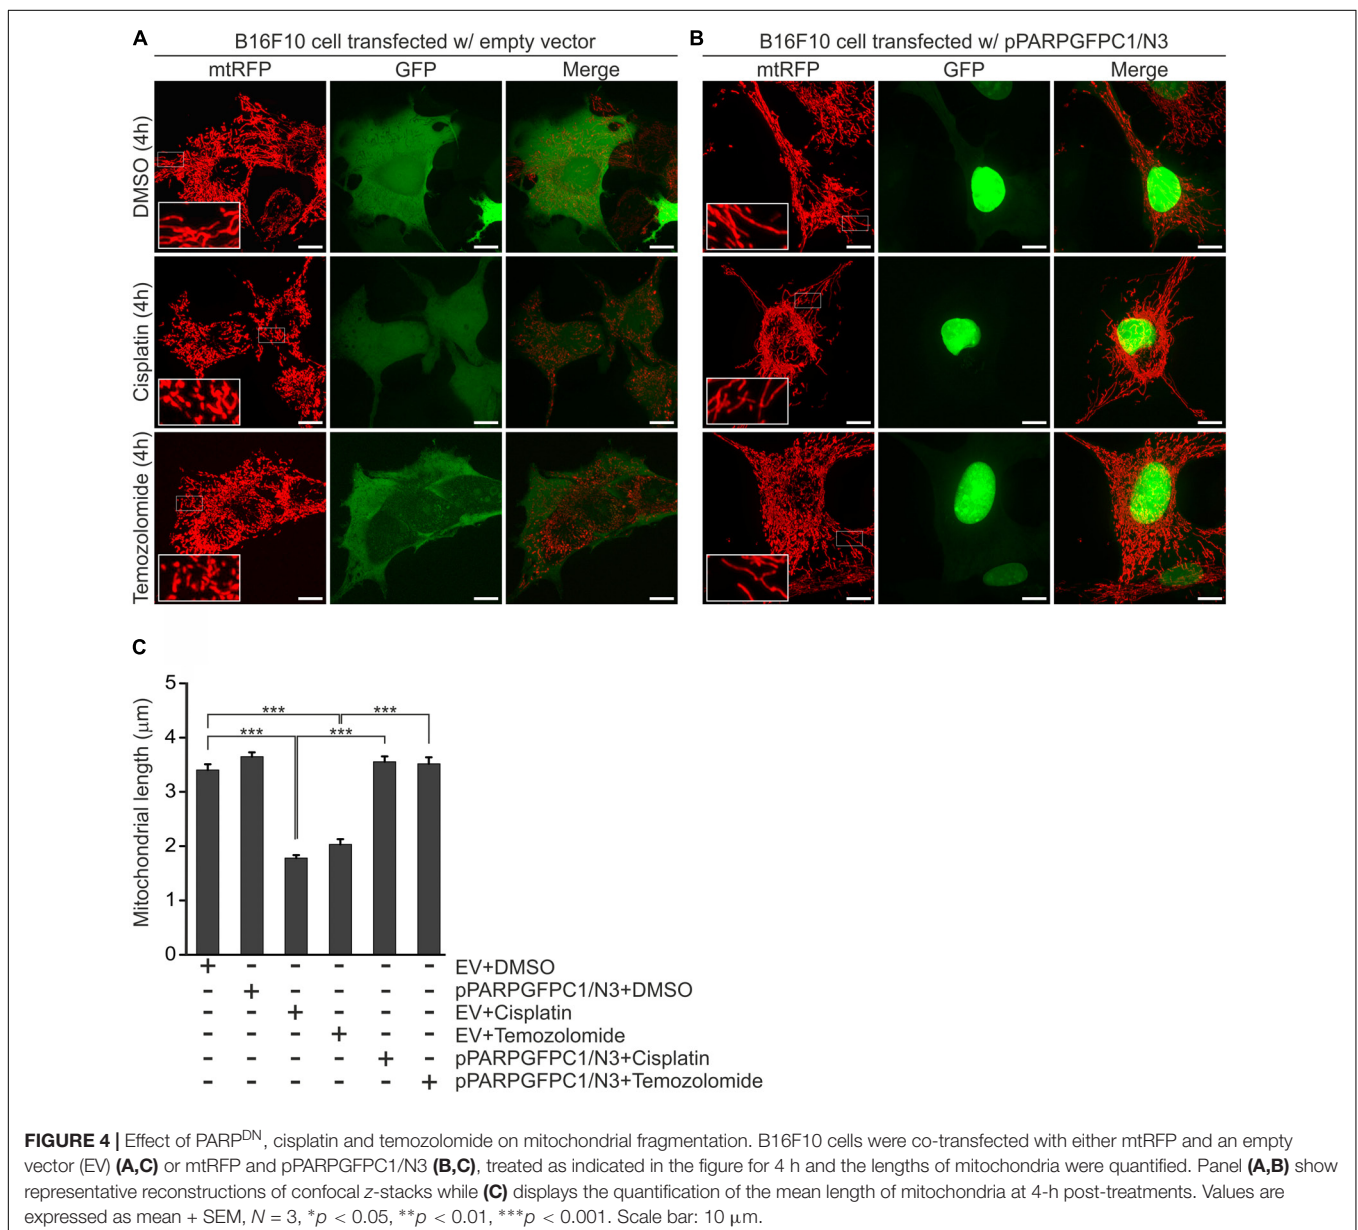 A
B16F10 cell transfected w/ empty vector
mtRFP GFP Merge
B
B16F10 cell transfected w/ pPARPGFPC1/N3
mtRFP GFP Merge
DMSO (4h)
Cisplatin (4h)
Temozolomide (4h)
C
Mitochondrial length (µm)
5
4
3
2
1
0
*** ***
*** ***
+ - - - - - EV+DMSO
- + - - - - pPARPGFPC1/N3+DMSO
- - + - - - EV+Cisplatin
- - - + - - EV+Temozolomide
- - - - + - pPARPGFPC1/N3+Cisplatin
- - - - - + pPARPGFPC1/N3+Temozolomide
FIGURE 4 | Effect of PARP^DN, cisplatin and temozolomide on mitochondrial fragmentation. B16F10 cells were co-transfected with either mtRFP and an empty
vector (EV) (A,C) or mtRFP and pPARPGFPC1/N3 (B,C), treated as indicated in the figure for 4 h and the lengths of mitochondria were quantified. Panel (A,B) show
representative reconstructions of confocal z-stacks while (C) displays the quantification of the mean length of mitochondria at 4-h post-treatments. Values are
expressed as mean + SEM, N = 3, *p < 0.05, **p < 0.01, ***p < 0.001. Scale bar: 10 µm.